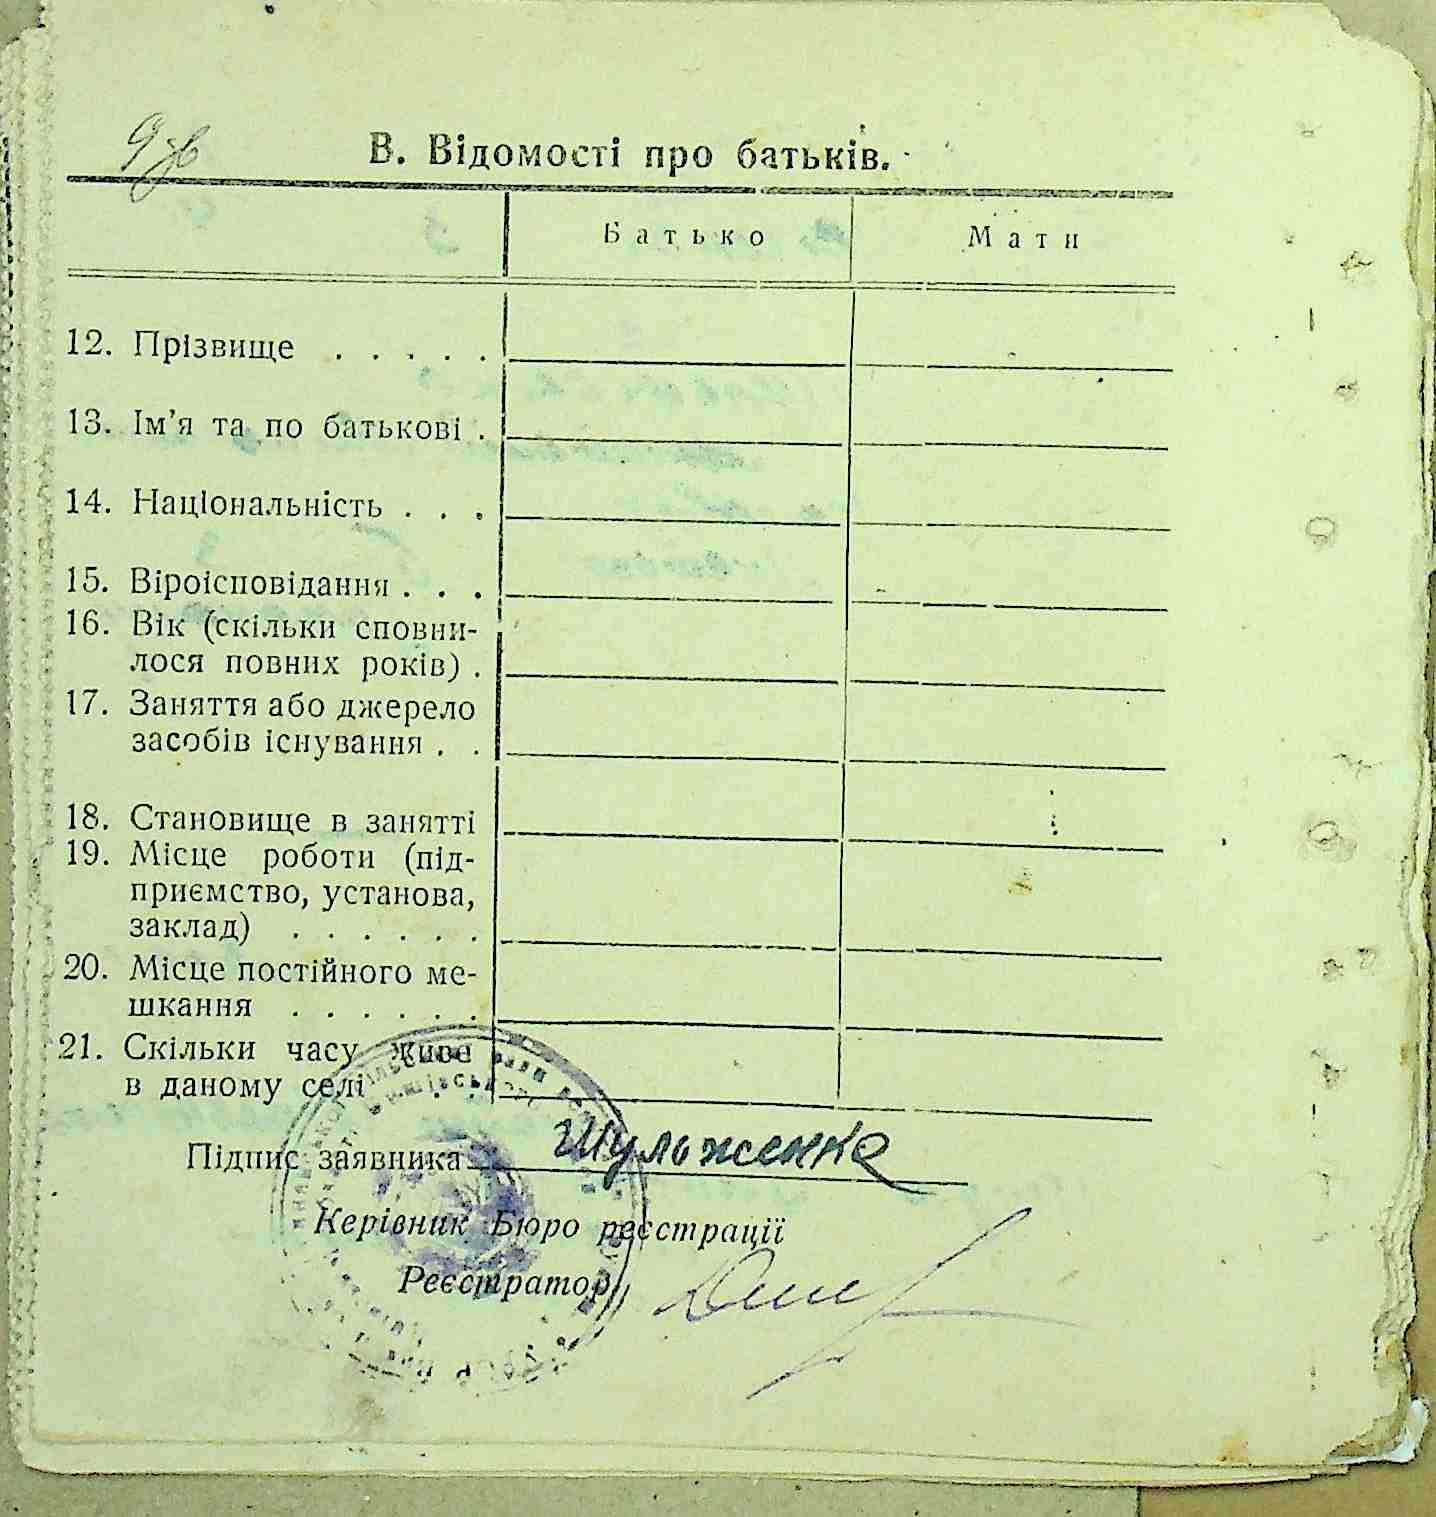 В. Відомості про батьків.
Батько Мати
12. Прізвище . . . . .
13. Ім’я та по батькові .
14. Національність . . .
15. Віроісповідання . . .
16. Вік (скільки сповни-
лося повних років) .
17. Заняття або джерело
засобів існування . .
18. Становище в занятті
19. Місце роботи (під-
приємство, установа,
заклад) . . . . . .
20. Місце постійного ме-
шкання . . . . . .
21. Скільки часу живе
в даному селі . .
Підпис заявника Шуложенко
Керівник Бюро реєстрації
Реєстратор